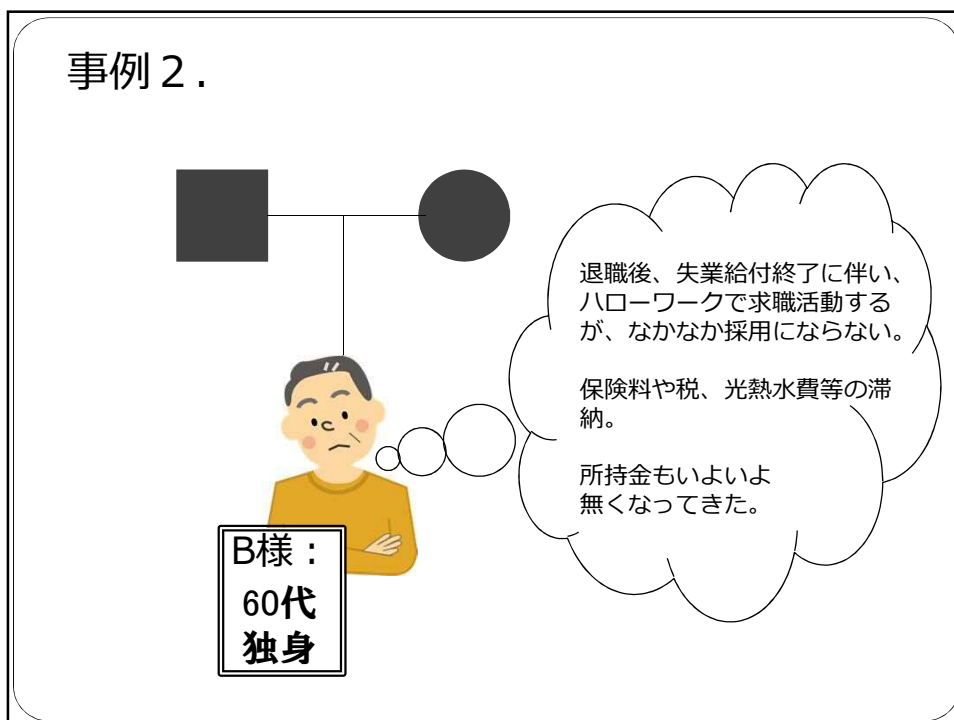 事例２.
退職後、失業給付終了に伴い、
ハローワークで求職活動する
が、なかなか採用にならない。
保険料や税、光熱水費等の滞
納。
所持金もいよいよ
無くなってきた。
B様：
60代
独身